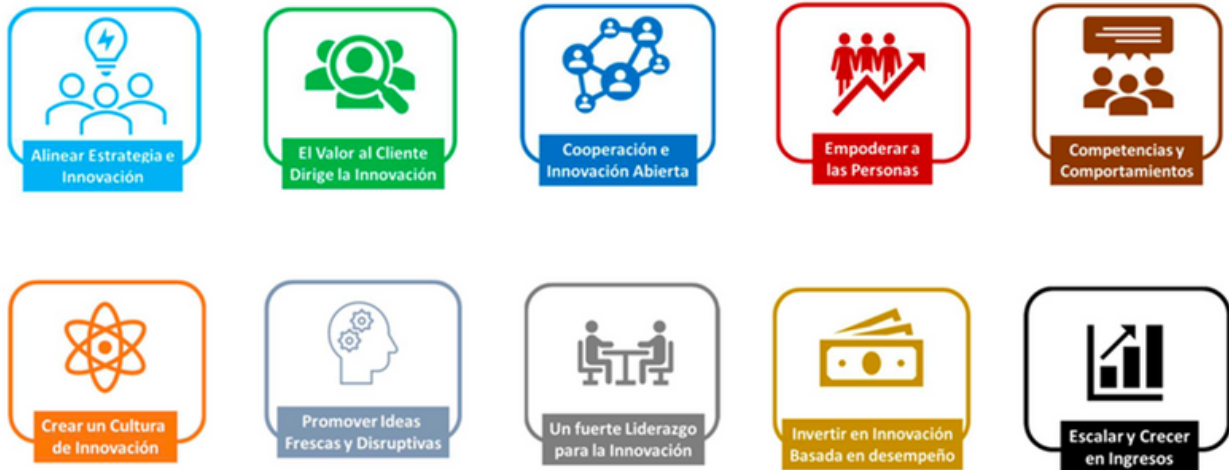 Alinear Estrategia e
Innovación
El Valor al Cliente
Dirige la Innovación
Cooperación e
Innovación Abierta
Empoderar a
las Personas
Competencias y
Comportamientos
Crear un Cultura
de Innovación
Promover Ideas
Frescas y Disruptivas
Un fuerte Liderazgo
para la Innovación
Invertir en Innovación
Basada en desempeño
Escalar y Crecer
en Ingresos